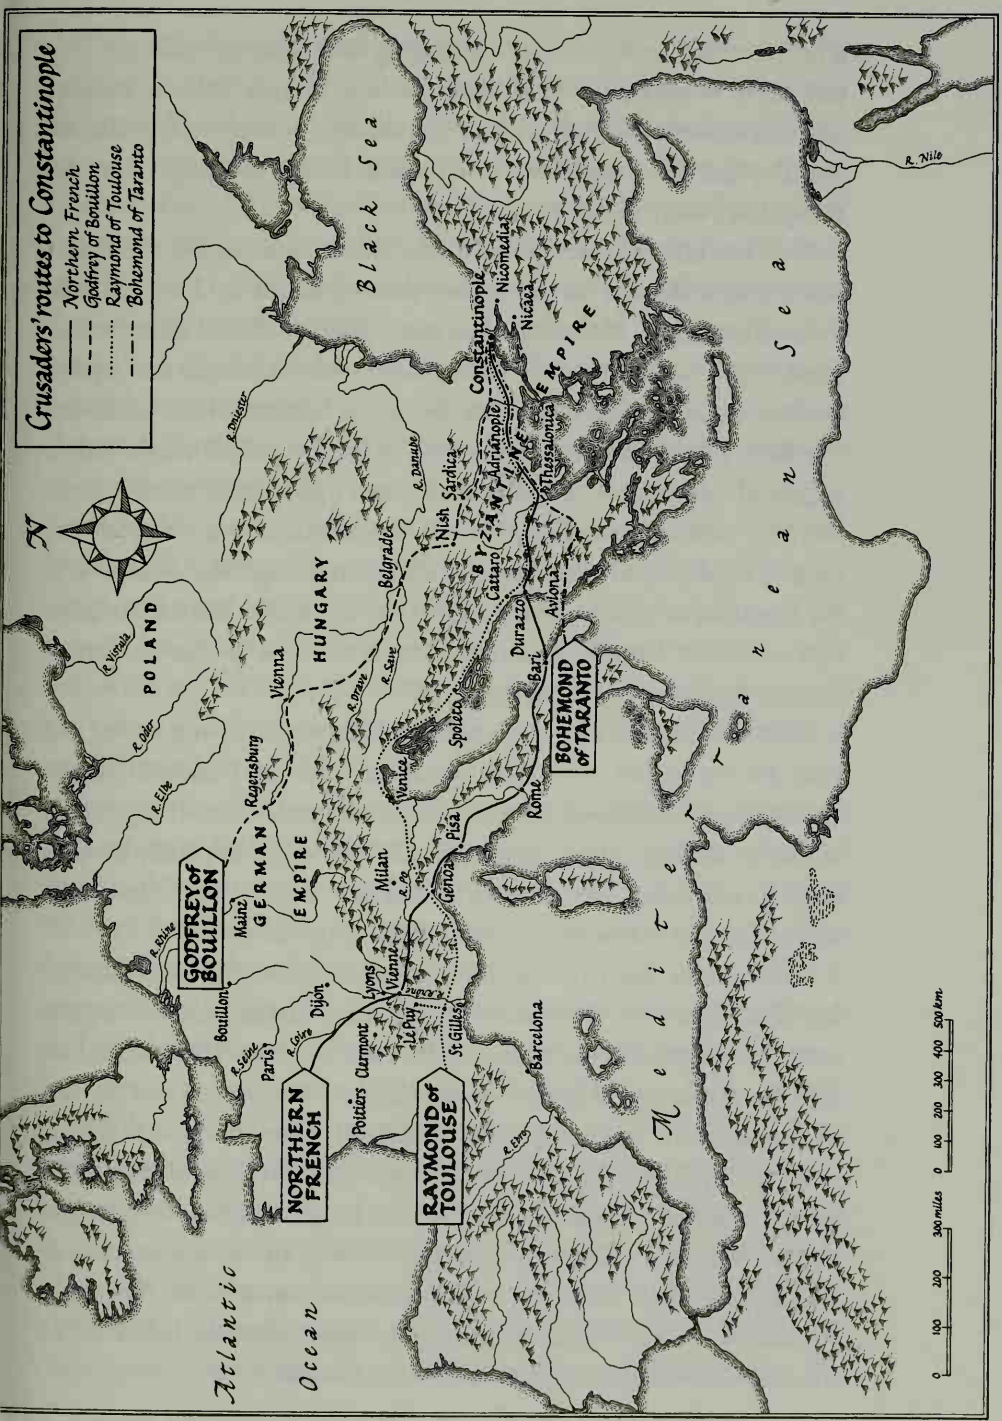 Crusaders' routes to Constantinople
Northern French
Godfrey of Bouillon
Raymond of Toulouse
Bohemond of Taranto
N
Atlantic
Ocean
NORTHERN
FRENCH
RAYMOND of
TOULOUSE
GODFREY of
BOUILLON
BOHEMOND
of TARANTO
R. Seine
Paris
R. Loire
Poitiers
Clermont
Le Puy
St Gilles
Barcelona
R. Ebro
Bouillon
Dijon
Lyons
Vienne
R. Rhône
R. Rhine
Mainz
GERMAN
EMPIRE
Regensburg
R. Elbe
R. Oder
R. Vistula
POLAND
Vienna
HUNGARY
R. Drave
R. Save
Belgrade
Milan
R. Po
Genoa
Pisa
Venice
Spoleto
Rome
Bari
Durazzo
Avlona
Cattaro
Nish
Sardica
R. Danube
R. Dniester
BYZANTINE EMPIRE
Adrianople
Thessalonica
Constantinople
Nicomedia
Nicaea
Black Sea
R. Nile
Mediterranean Sea
0 100 200 300 miles
0 100 200 300 400 500 km